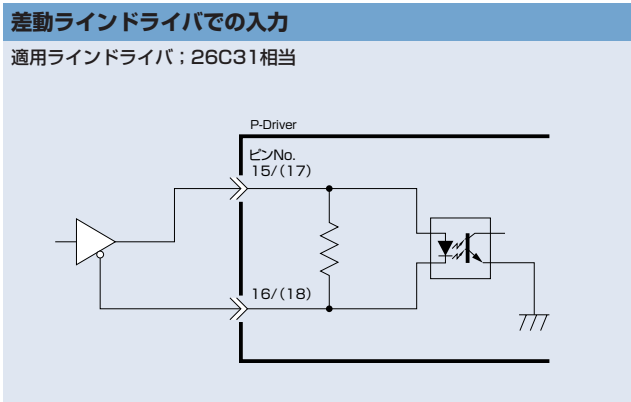 差動ラインドライバでの入力
適用ラインドライバ；26C31相当
P-Driver
ピンNo.
15/(17)
16/(18)